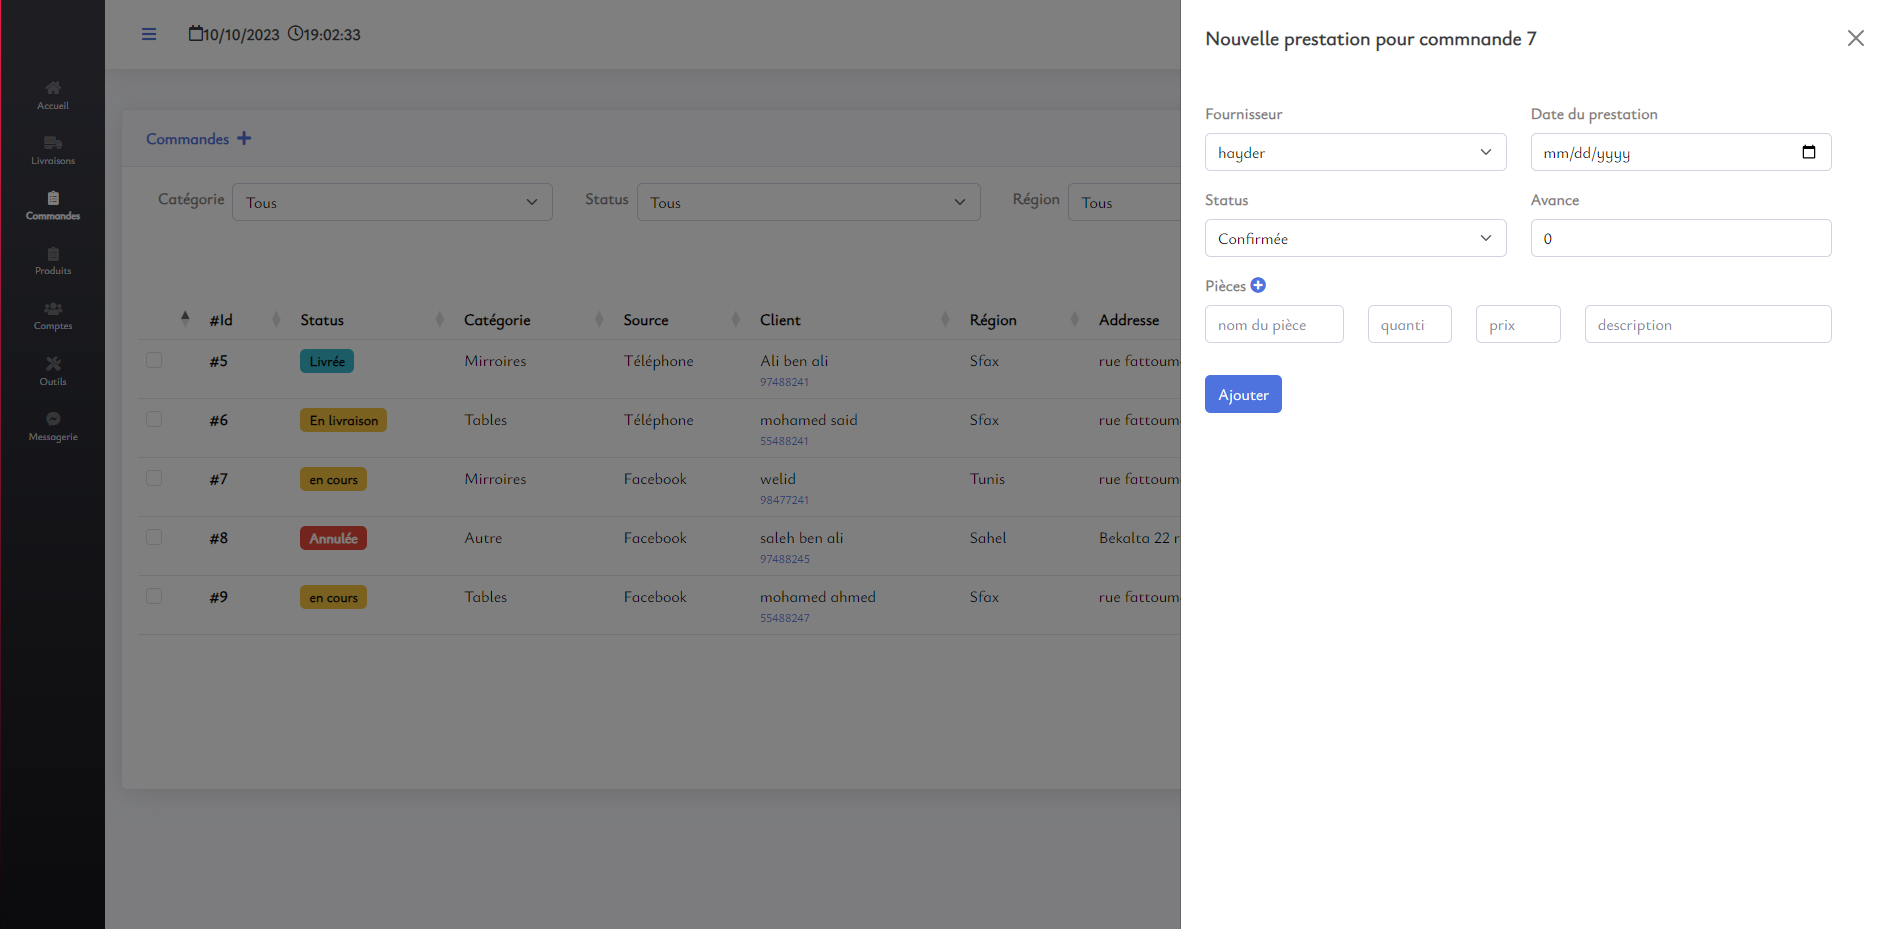 10/10/2023 19:02:33
Accueil
Livraisons
Commandes
Produits
Comptes
Outils
Messagerie
Commandes
Catégorie Tous Status Tous Région Tous
#Id Status Catégorie Source Client Région Addresse
#5 Livrée Mirroires Téléphone Ali ben ali Sfax rue fattoum
97488241
#6 En livraison Tables Téléphone mohamed said Sfax rue fattoum
55488241
#7 en cours Mirroires Facebook welid Tunis rue fattoum
98477241
#8 Annulée Autre Facebook saleh ben ali Sahel Bekalta 22 r
97488245
#9 en cours Tables Facebook mohamed ahmed Sfax rue fattoum
55488247
Nouvelle prestation pour commnande 7
Fournisseur Date du prestation
hayder mm/dd/yyyy
Status Avance
Confirmée 0
Pièces
nom du pièce quanti prix description
Ajouter